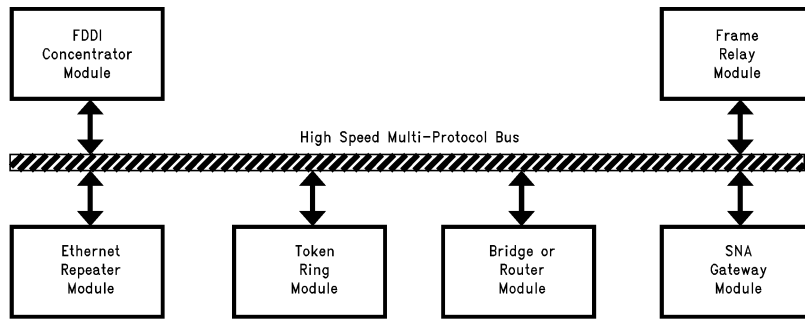 FDDI
Concentrator
Module
Frame
Relay
Module
High Speed Multi-Protocol Bus
Ethernet
Repeater
Module
Token
Ring
Module
Bridge or
Router
Module
SNA
Gateway
Module